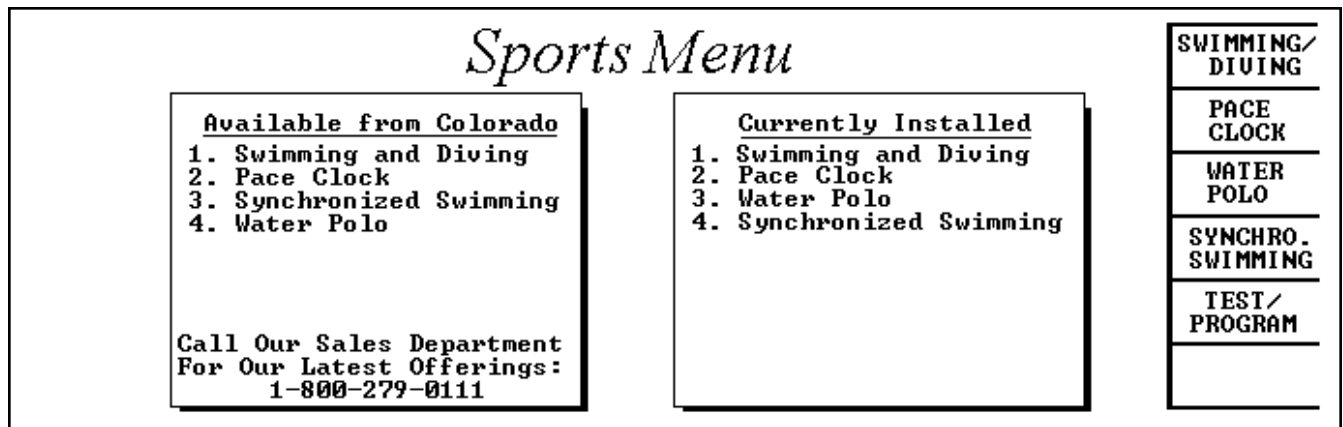 Sports Menu
Available from Colorado
1. Swimming and Diving
2. Pace Clock
3. Synchronized Swimming
4. Water Polo
Call Our Sales Department
For Our Latest Offerings:
1-800-279-0111
Currently Installed
1. Swimming and Diving
2. Pace Clock
3. Water Polo
4. Synchronized Swimming
SWIMMING/
DIVING
PACE
CLOCK
WATER
POLO
SYNCHRO.
SWIMMING
TEST/
PROGRAM